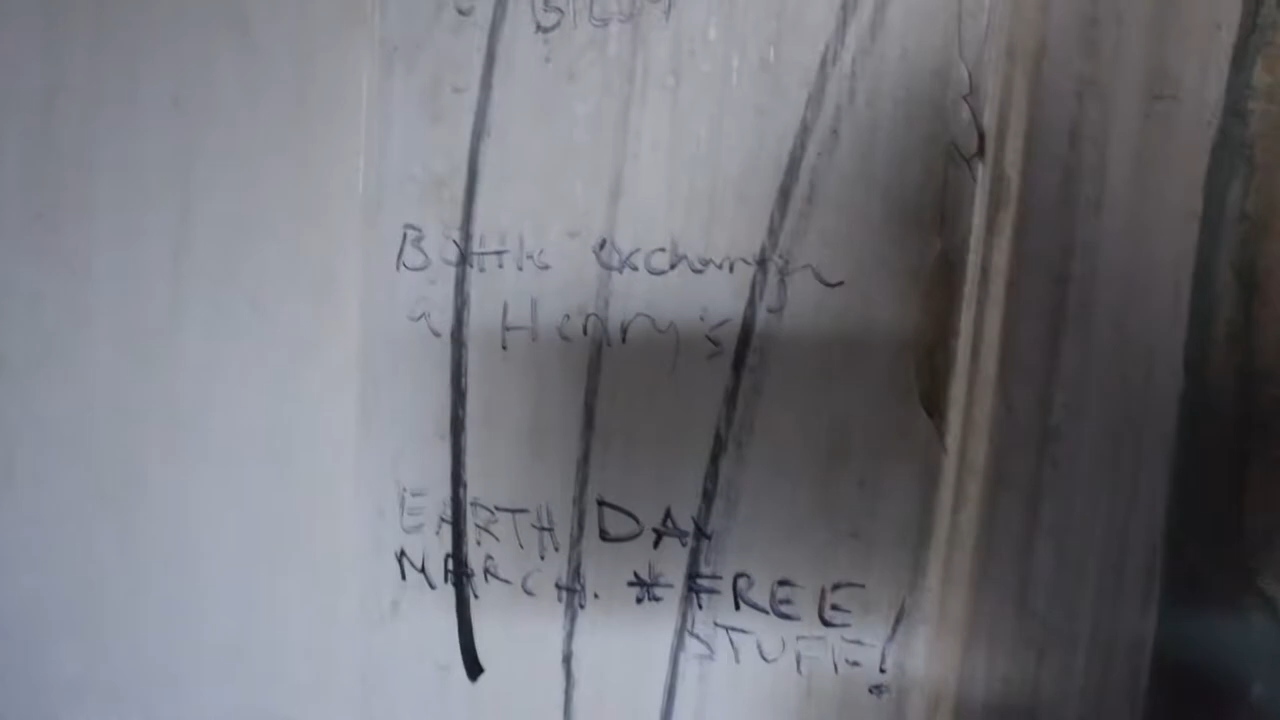 Bottle exchange
a Henry's
EARTH DAY
MARCH. * FREE
STUFF!